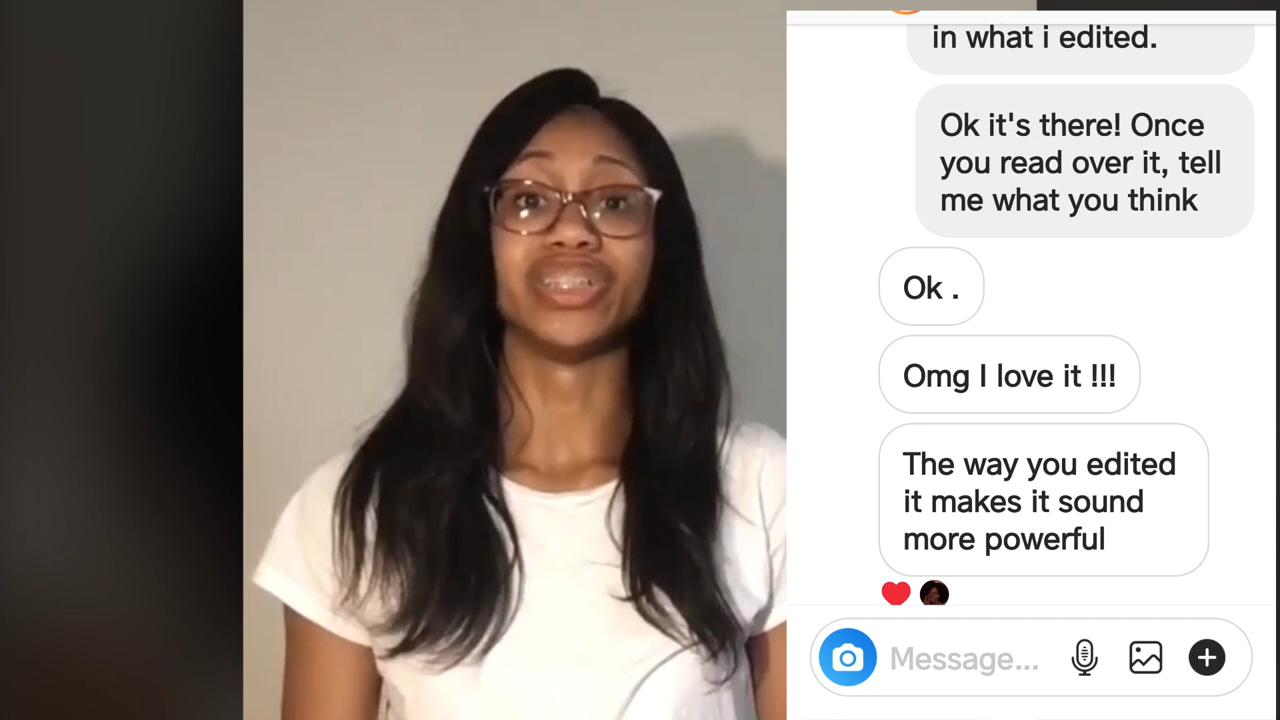 in what i edited.
Ok it's there! Once
you read over it, tell
me what you think
Ok .
Omg I love it !!!
The way you edited
it makes it sound
more powerful
Message...